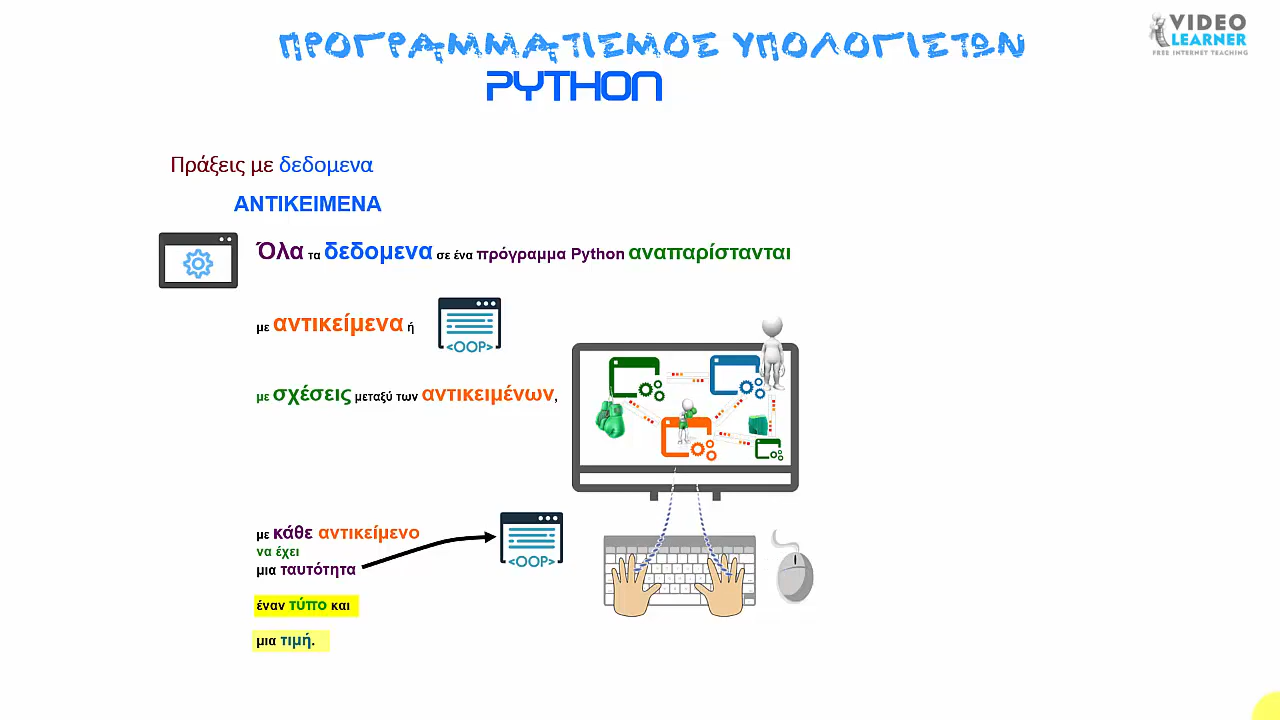 ΠΡΟΓΡΑΜΜΑΤΙΣΜΟΣ ΥΠΟΛΟΓΙΣΤΩΝ
PYTHON
VIDEO
LEARNER
FREE INTERNET TEACHING
Πράξεις με δεδομενα
ΑΝΤΙΚΕΙΜΕΝΑ
Όλα τα δεδομενα σε ένα πρόγραμμα Python αναπαρίστανται
με αντικείμενα ή
<OOP>
με σχέσεις μεταξύ των αντικειμένων,
με κάθε αντικείμενο
να έχει
μια ταυτότητα
<OOP>
έναν τύπο και
μια τιμή.